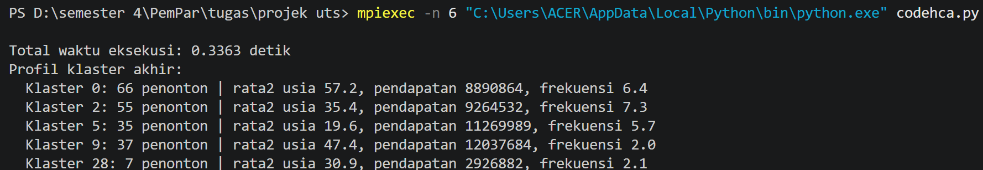 PS D:\semester 4\PemPar\tugas\projek uts> mpiexec -n 6 "C:\Users\ACER\AppData\Local\Python\bin\python.exe" codehca.py
Total waktu eksekusi: 0.3363 detik
Profil klaster akhir:
  Klaster 0: 66 penonton | rata2 usia 57.2, pendapatan 8890864, frekuensi 6.4
  Klaster 2: 55 penonton | rata2 usia 35.4, pendapatan 9264532, frekuensi 7.3
  Klaster 5: 35 penonton | rata2 usia 19.6, pendapatan 11269989, frekuensi 5.7
  Klaster 9: 37 penonton | rata2 usia 47.4, pendapatan 12037684, frekuensi 2.0
  Klaster 28: 7 penonton | rata2 usia 30.9, pendapatan 2926882, frekuensi 2.1